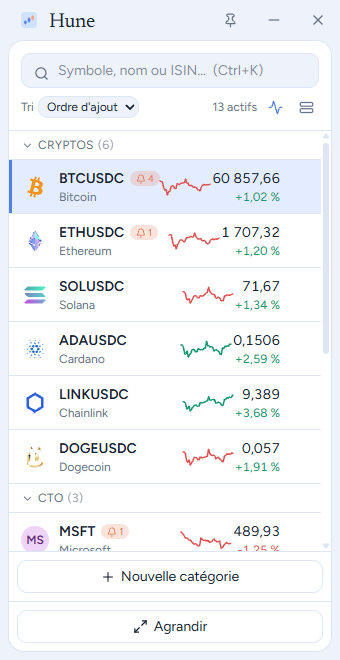 Hune
Symbole, nom ou ISIN... (Ctrl+K)
Tri Ordre d'ajout 13 actifs
CRYPTOS (6)
BTCUSDC 4 60 857,66
Bitcoin +1,02 %
ETHUSDC 1 1 707,32
Ethereum +1,20 %
SOLUSDC 71,67
Solana +1,34 %
ADAUSDC 0,1506
Cardano +2,59 %
LINKUSDC 9,389
Chainlink +3,68 %
DOGEUSDC 0,057
Dogecoin +1,91 %
CTO (3)
MS MSFT 1 489,93
Microsoft -1,25 %
Nouvelle catégorie
Agrandir